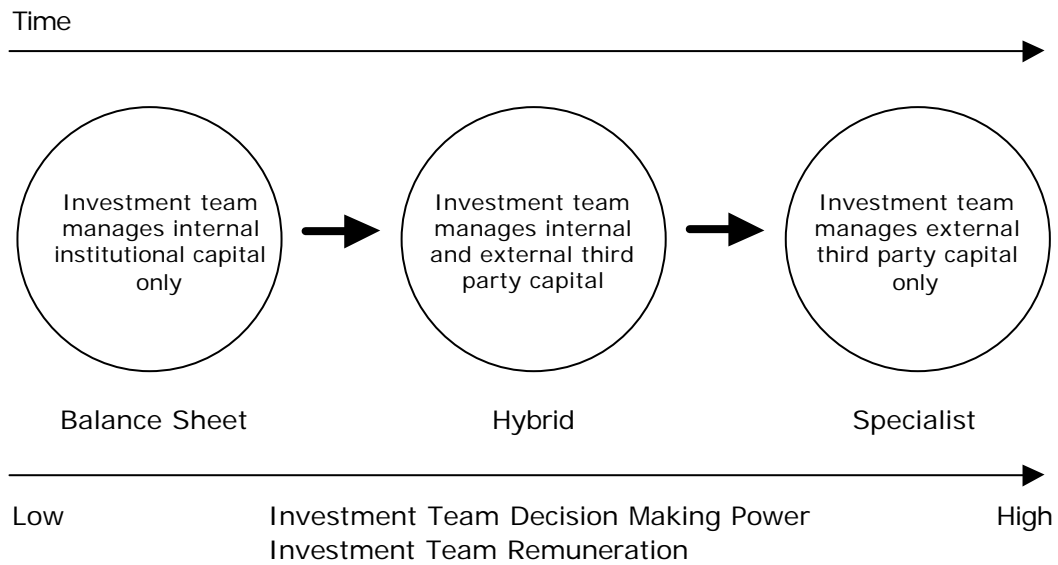 Time
Investment team
manages internal
institutional capital
only
Investment team
manages internal
and external third
party capital
Investment team
manages external
third party capital
only
Balance Sheet
Hybrid
Specialist
Low
Investment Team Decision Making Power
Investment Team Remuneration
High